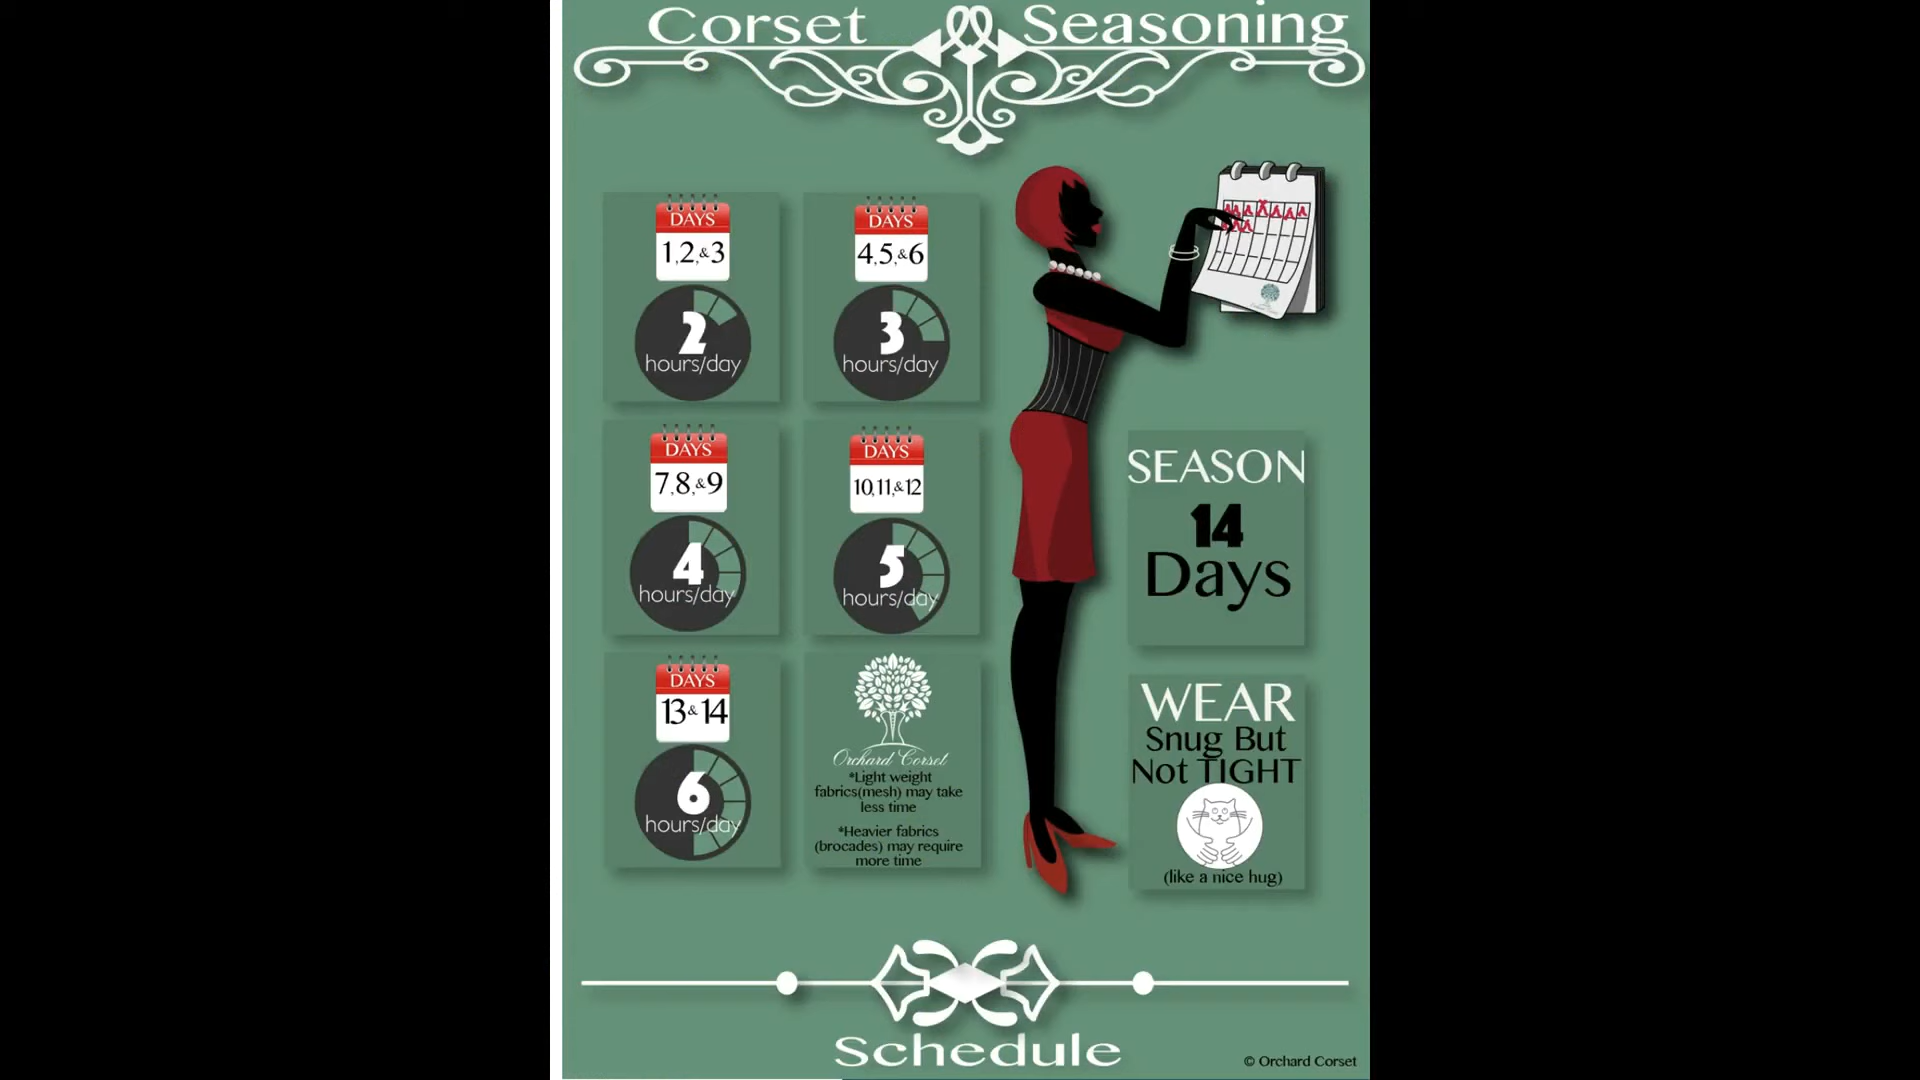 Corset Seasoning
DAYS
1,2,&3
2
hours/day
DAYS
4,5,&6
3
hours/day
DAYS
7,8,&9
4
hours/day
DAYS
10,11,&12
5
hours/day
DAYS
13&14
6
hours/day
Orchard Corset
*Light weight
fabrics(mesh) may take
less time
*Heavier fabrics
(brocades) may require
more time
SEASON
14
Days
WEAR
Snug But
Not TIGHT
(like a nice hug)
Schedule
© Orchard Corset